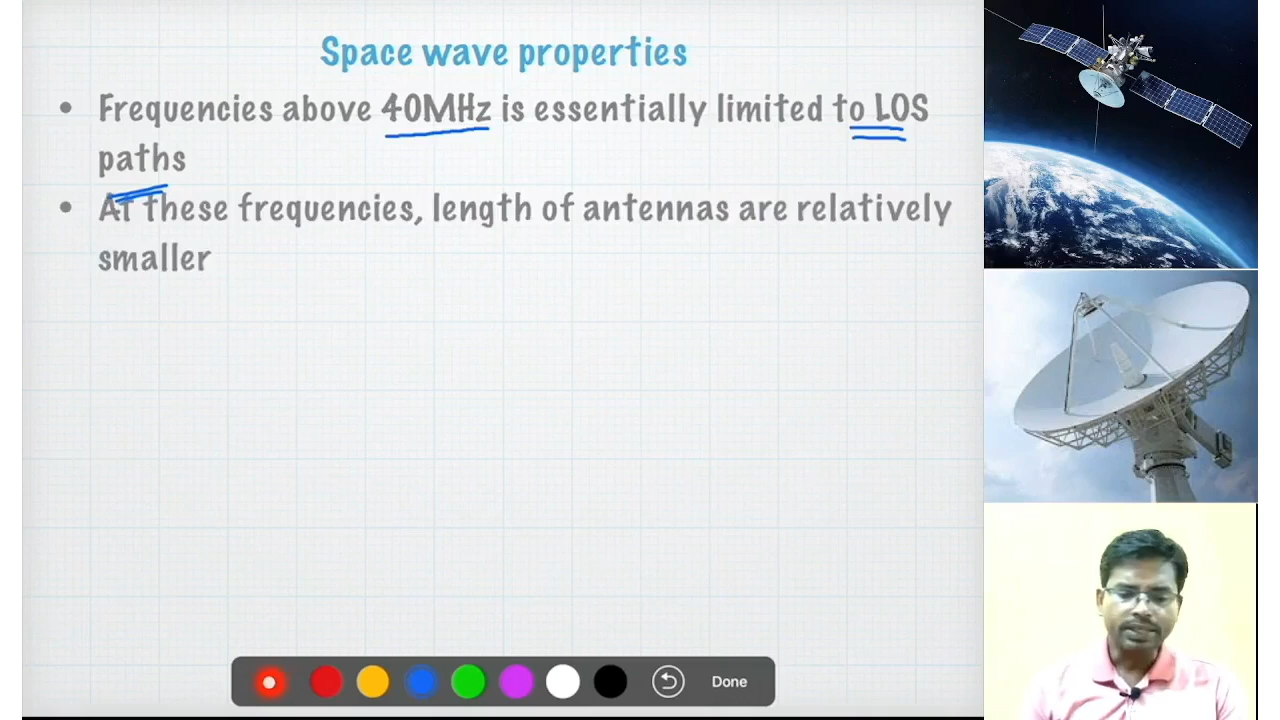 Space wave properties
• Frequencies above 40MHz is essentially limited to LOS
paths
• At these frequencies, length of antennas are relatively
smaller
Done